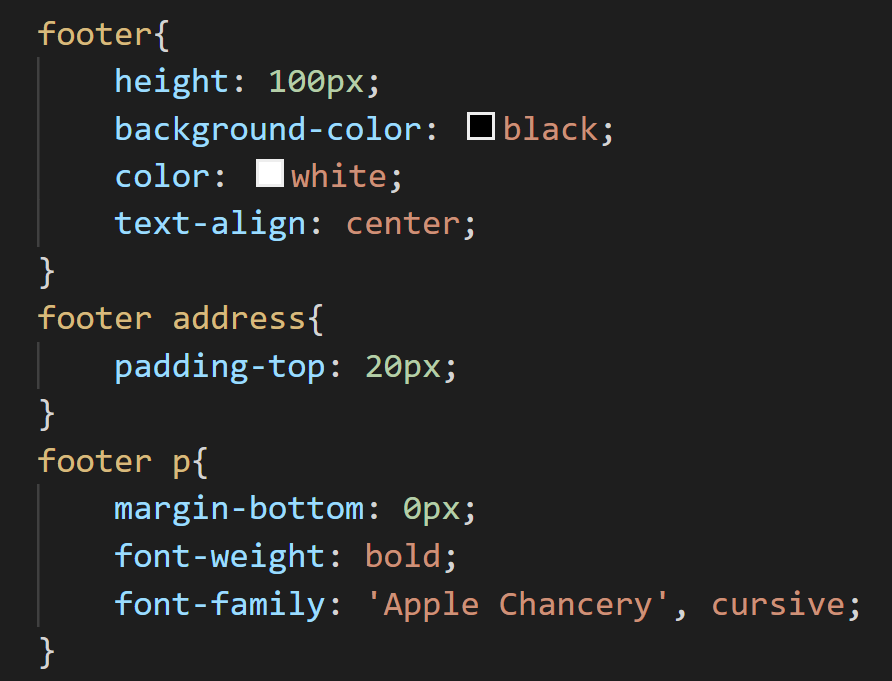 footer{
    height: 100px;
    background-color: black;
    color: white;
    text-align: center;
}
footer address{
    padding-top: 20px;
}
footer p{
    margin-bottom: 0px;
    font-weight: bold;
    font-family: 'Apple Chancery', cursive;
}